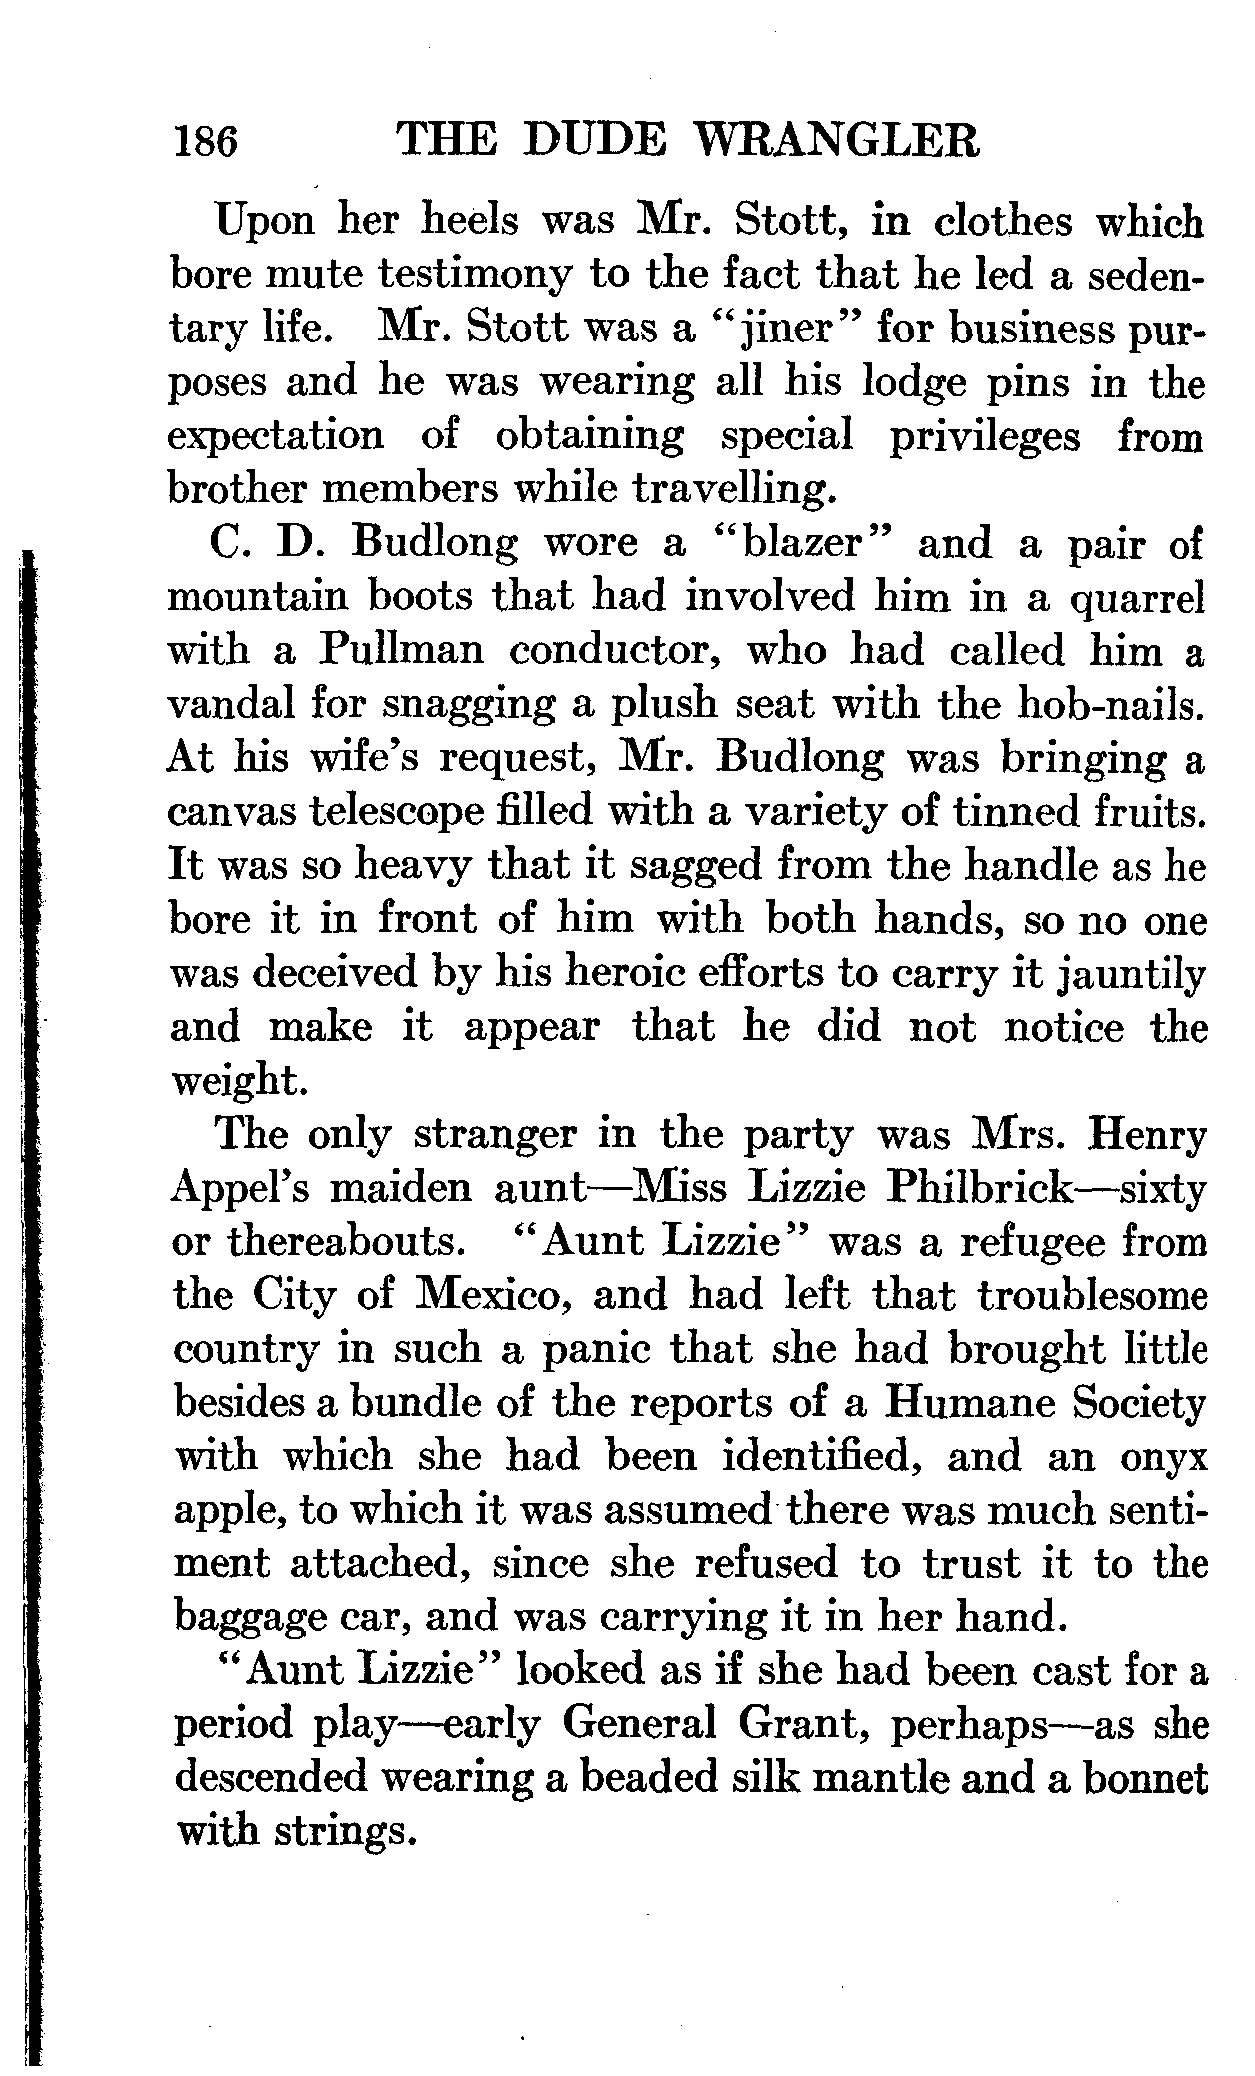 186 THE DUDE WRANGLER
Upon her heels was Mr. Stott, in clothes which
bore mute testimony to the fact that he led a seden-
tary life. Mr. Stott was a “jiner” for business pur-
poses and he was wearing all his lodge pins in the
expectation of obtaining special privileges from
brother members while travelling.
C. D. Budlong wore a “blazer” and a pair of
mountain boots that had involved him in a quarrel
with a Pullman conductor, who had called him a
vandal for snagging a plush seat with the hob-nails.
At his wife’s request, Mr. Budlong was bringing a
canvas telescope filled with a variety of tinned fruits.
It was so heavy that it sagged from the handle as he
bore it in front of him with both hands, so no one
was deceived by his heroic efforts to carry it jauntily
and make it appear that he did not notice the
weight.
The only stranger in the party was Mrs. Henry
Appel’s maiden aunt—Miss Lizzie Philbrick—sixty
or thereabouts. “Aunt Lizzie” was a refugee from
the City of Mexico, and had left that troublesome
country in such a panic that she had brought little
besides a bundle of the reports of a Humane Society
with which she had been identified, and an onyx
apple, to which it was assumed there was much senti-
ment attached, since she refused to trust it to the
baggage car, and was carrying it in her hand.
“Aunt Lizzie” looked as if she had been cast for a
period play—early General Grant, perhaps—as she
descended wearing a beaded silk mantle and a bonnet
with strings.